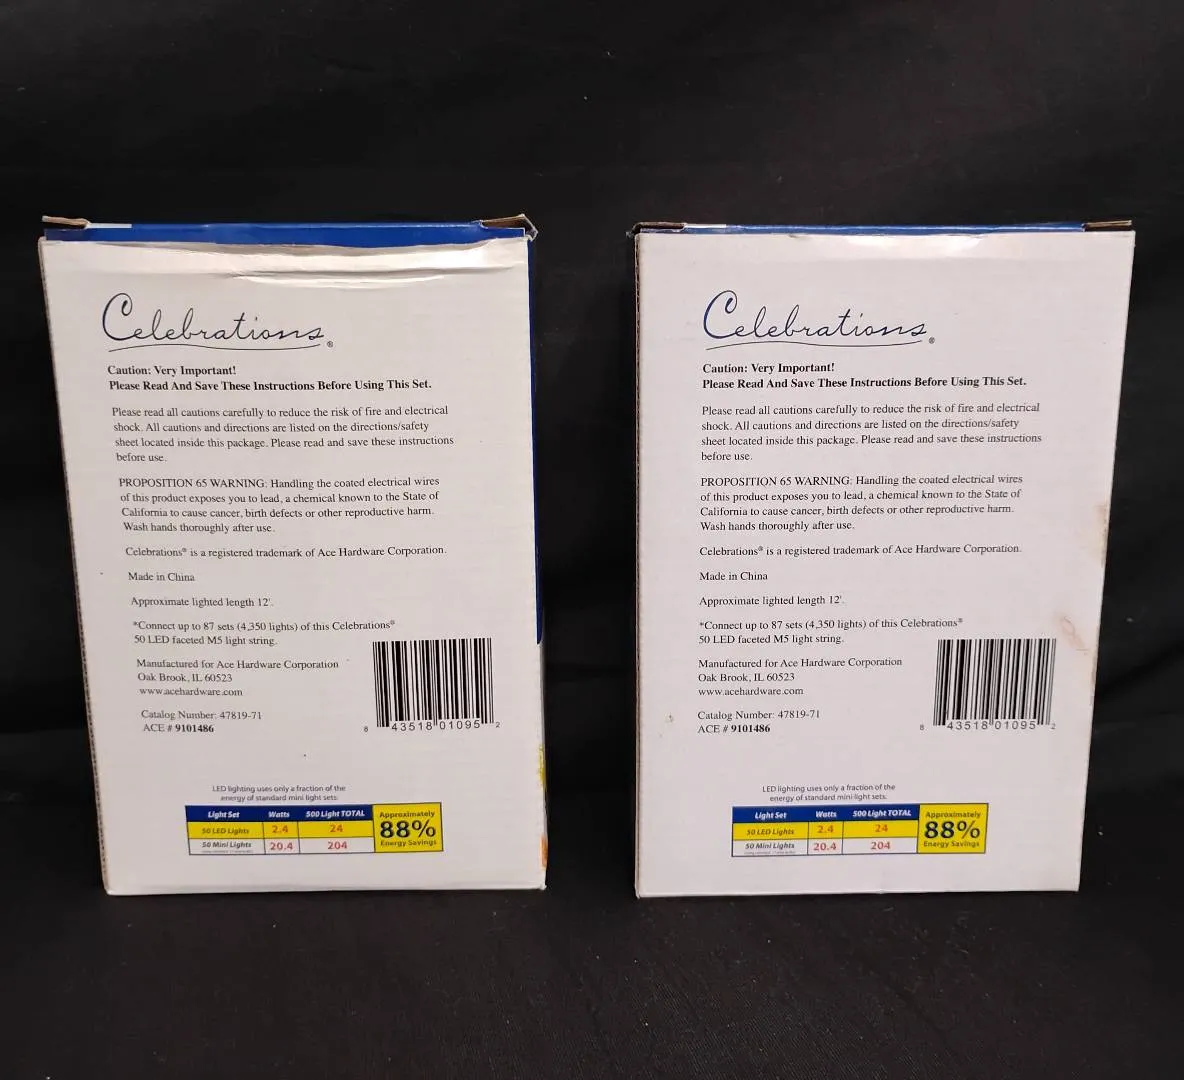 Celebrations®
Caution: Very Important!
Please Read And Save These Instructions Before Using This Set.
Please read all cautions carefully to reduce the risk of fire and electrical
shock. All cautions and directions are listed on the directions/safety
sheet located inside this package. Please read and save these instructions
before use.
PROPOSITION 65 WARNING: Handling the coated electrical wires
of this product exposes you to lead, a chemical known to the State of
California to cause cancer, birth defects or other reproductive harm.
Wash hands thoroughly after use.
Celebrations® is a registered trademark of Ace Hardware Corporation.
Made in China
Approximate lighted length 12'.
*Connect up to 87 sets (4,350 lights) of this Celebrations®
50 LED faceted M5 light string.
Manufactured for Ace Hardware Corporation
Oak Brook, IL 60523
www.acehardware.com
Catalog Number: 47819-71
ACE # 9101486
8 43518 01095 2
LED lighting uses only a fraction of the
energy of standard mini light sets.
Light Set Watts 500 Light TOTAL
50 LED Lights 2.4 24
50 Mini Lights 20.4 204
Approximately
88%
Energy Savings
Celebrations®
Caution: Very Important!
Please Read And Save These Instructions Before Using This Set.
Please read all cautions carefully to reduce the risk of fire and electrical
shock. All cautions and directions are listed on the directions/safety
sheet located inside this package. Please read and save these instructions
before use.
PROPOSITION 65 WARNING: Handling the coated electrical wires
of this product exposes you to lead, a chemical known to the State of
California to cause cancer, birth defects or other reproductive harm.
Wash hands thoroughly after use.
Celebrations® is a registered trademark of Ace Hardware Corporation.
Made in China
Approximate lighted length 12'.
*Connect up to 87 sets (4,350 lights) of this Celebrations®
50 LED faceted M5 light string.
Manufactured for Ace Hardware Corporation
Oak Brook, IL 60523
www.acehardware.com
Catalog Number: 47819-71
ACE # 9101486
8 43518 01095 2
LED lighting uses only a fraction of the
energy of standard mini light sets.
Light Set Watts 500 Light TOTAL
50 LED Lights 2.4 24
50 Mini Lights 20.4 204
Approximately
88%
Energy Savings